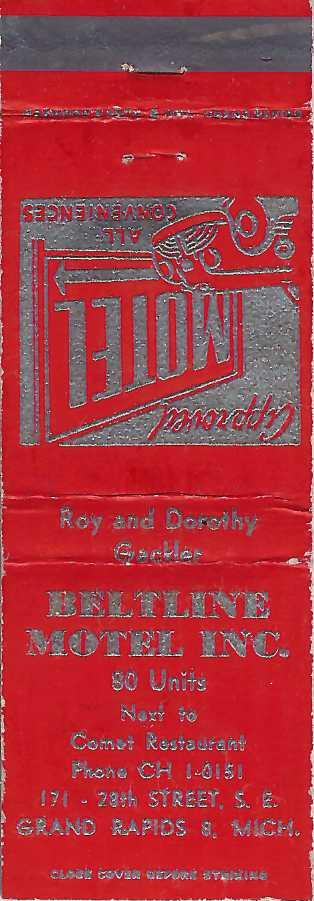 Approved
MOTEL
ALL
CONVENIENCES
Roy and Dorothy
Gackler
BELTLINE
MOTEL INC.
80 Units
Next to
Comet Restaurant
Phone CH 1-0151
171 - 28th STREET, S. E.
GRAND RAPIDS 8, MICH.
CLOSE COVER BEFORE STRIKING